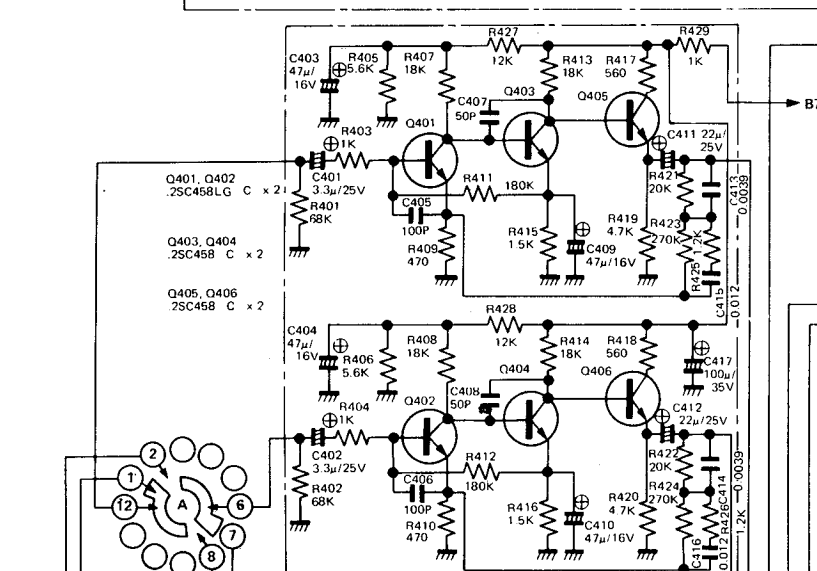 R427
12K
R429
1K
C403
47μ/
16V
R405
5.6K
R407
18K
R413
18K
R417
560
Q403
Q405
C407
50P
B7
Q401
R403
1K
C411 22μ/
25V
Q401, Q402
.2SC458LG C x 2
C401
3.3μ/25V
R401
68K
R411
180K
R421
20K
C413
0.0039
C405
100P
R409
470
R415
1.5K
C409
47μ/16V
R419
4.7K
R423
270K
R425
1.2K
C415
0.012
Q403, Q404
.2SC458 C x 2
Q405, Q406
.2SC458 C x 2
R428
12K
C404
47μ/
16V
R406
5.6K
R408
18K
R414
18K
R418
560
C417
100μ/
35V
Q404
Q406
C408
50P
Q402
R404
1K
C412
22μ/25V
C402
3.3μ/25V
R402
68K
R412
180K
R422
20K
C414
0.0039
C406
100P
R410
470
R416
1.5K
C410
47μ/16V
R420
4.7K
R424
270K
R426
1.2K
C416
0.012
2
1
12
A
6
7
8